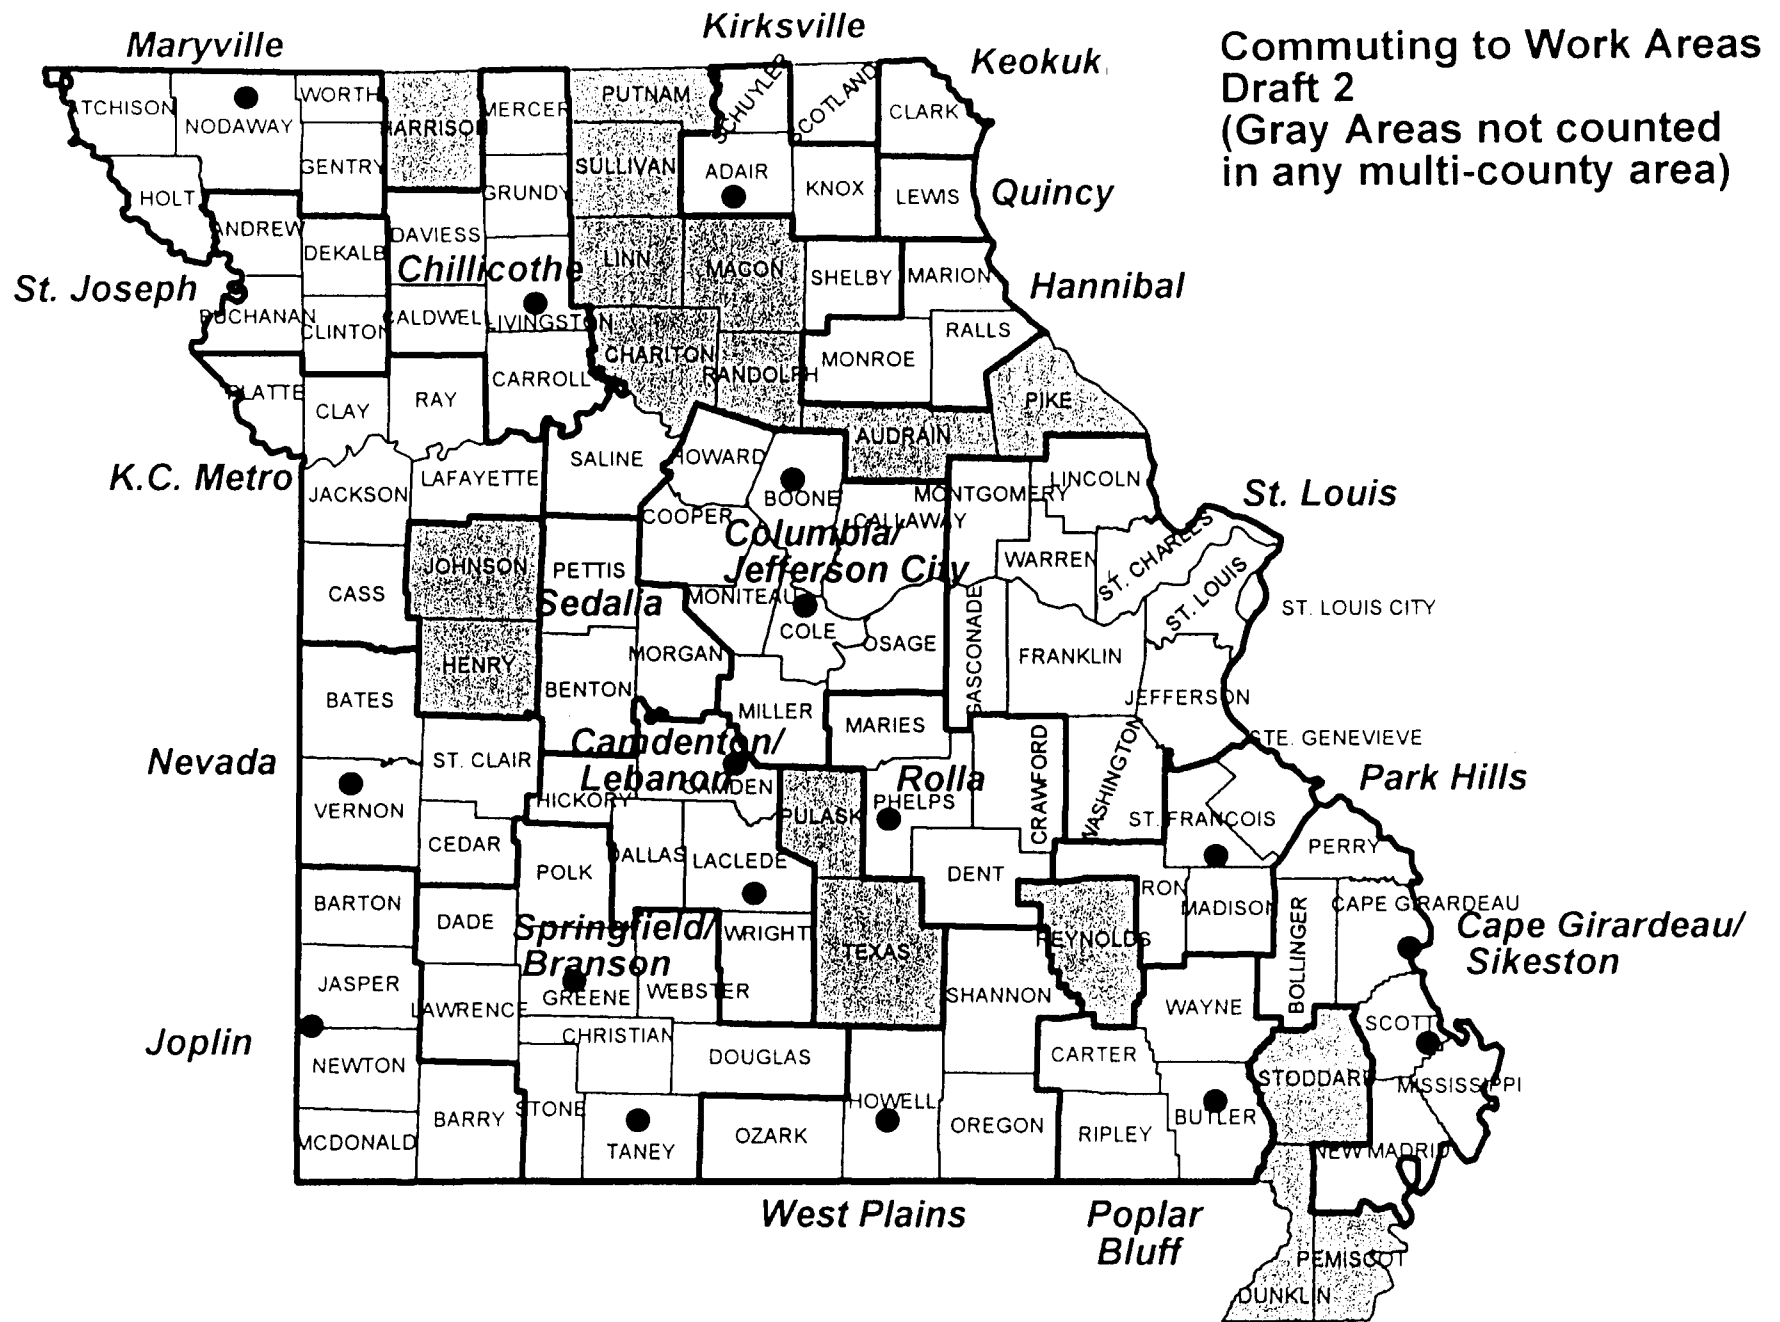 Kirksville
Maryville
Keokuk
Commuting to Work Areas
Draft 2
(Gray Areas not counted
in any multi-county area)
ATCHISON
NODAWAY
WORTH
HARRISON
MERCER
PUTNAM
SCHUYLER
SCOTLAND
CLARK
GENTRY
SULLIVAN
ADAIR
KNOX
LEWIS
Quincy
HOLT
GRUNDY
ANDREW
DEKALB
DAVIESS
Chillicothe
LINN
MACON
SHELBY
MARION
Hannibal
St. Joseph
BUCHANAN
CLINTON
CALDWELL
LIVINGSTON
CHARITON
RANDOLPH
MONROE
RALLS
PLATTE
CLAY
RAY
CARROLL
PIKE
AUDRAIN
K.C. Metro
JACKSON
LAFAYETTE
SALINE
HOWARD
BOONE
MONTGOMERY
LINCOLN
St. Louis
COOPER
CALLAWAY
Columbia/
Jefferson City
WARREN
ST. CHARLES
ST. LOUIS
ST. LOUIS CITY
CASS
JOHNSON
PETTIS
Sedalia
MONITEAU
COLE
OSAGE
GASCONADE
FRANKLIN
JEFFERSON
HENRY
MORGAN
BENTON
BATES
MILLER
MARIES
STE. GENEVIEVE
Nevada
ST. CLAIR
Camdenton/
Lebanon
CAMDEN
Rolla
CRAWFORD
WASHINGTON
Park Hills
VERNON
HICKORY
PULASKI
PHELPS
ST. FRANCOIS
CEDAR
POLK
DALLAS
LACLEDE
DENT
PERRY
BARTON
DADE
IRON
MADISON
BOLLINGER
CAPE GIRARDEAU
Cape Girardeau/
Sikeston
Springfield/
Branson
WRIGHT
TEXAS
REYNOLDS
JASPER
LAWRENCE
GREENE
WEBSTER
SHANNON
WAYNE
SCOTT
Joplin
CHRISTIAN
DOUGLAS
CARTER
NEWTON
STODDARD
MISSISSIPPI
STONE
HOWELL
BARRY
TANEY
OZARK
OREGON
RIPLEY
BUTLER
MCDONALD
NEW MADRID
West Plains
Poplar
Bluff
PEMISCOT
DUNKLIN